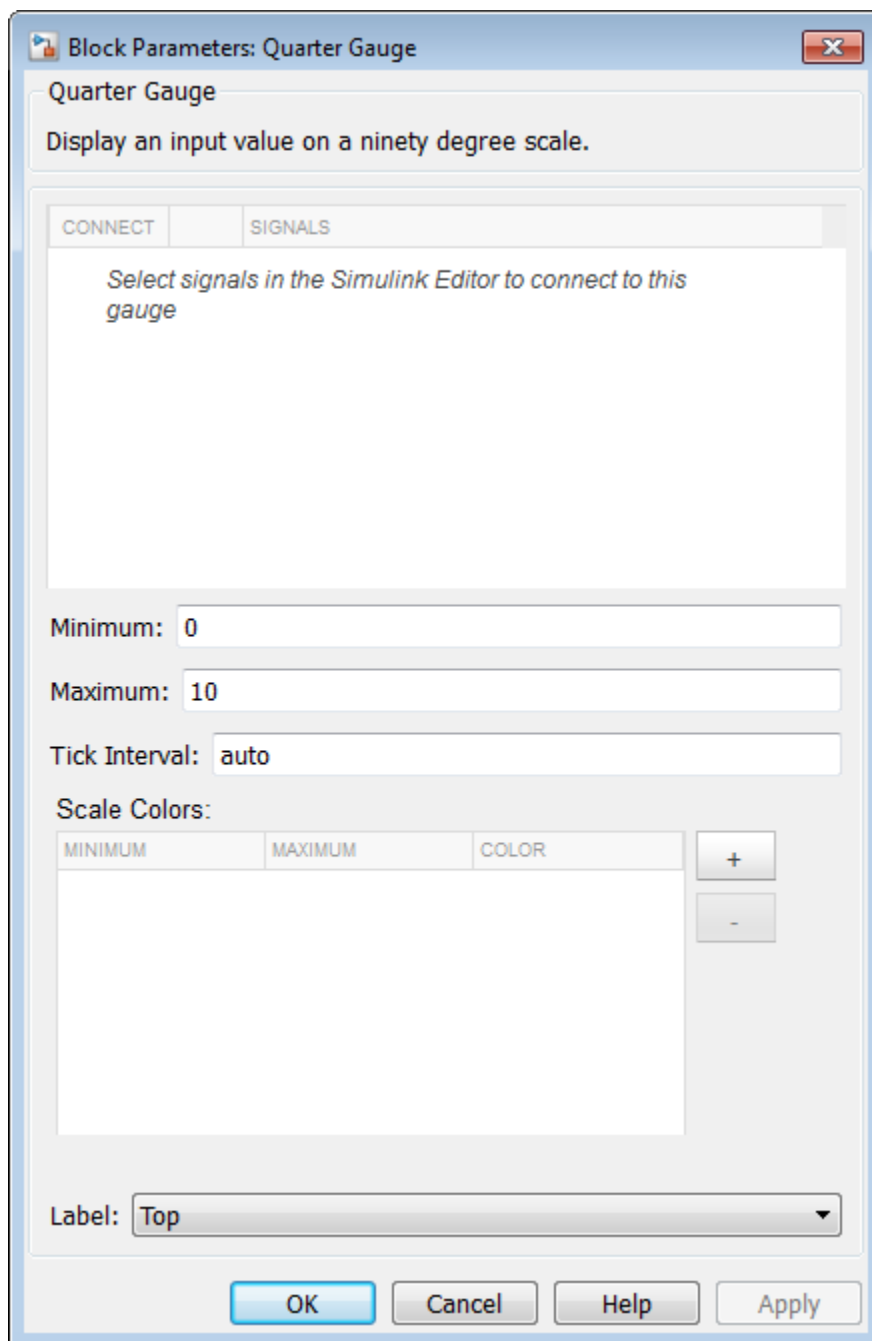 Block Parameters: Quarter Gauge
Quarter Gauge
Display an input value on a ninety degree scale.
CONNECT SIGNALS
Select signals in the Simulink Editor to connect to this
gauge
Minimum: 0
Maximum: 10
Tick Interval: auto
Scale Colors:
MINIMUM MAXIMUM COLOR
+
-
Label: Top
OK Cancel Help Apply